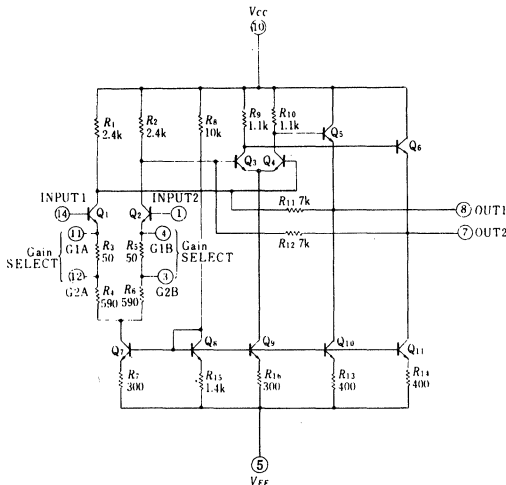 VCC
10
R1
2.4k
R2
2.4k
R8
10k
R9
1.1k
R10
1.1k
Q5
Q6
Q3
Q4
INPUT1
INPUT2
14
Q1
Q2
1
R11 7k
8 OUT1
7 OUT2
R12 7k
Gain
SELECT
11
G1A
R3
50
R5
50
4
G1B
Gain
SELECT
12
G2A
R4
590
R6
590
3
G2B
Q7
Q8
Q9
Q10
Q11
R7
300
R15
1.4k
R16
300
R13
400
R14
400
5
VEE